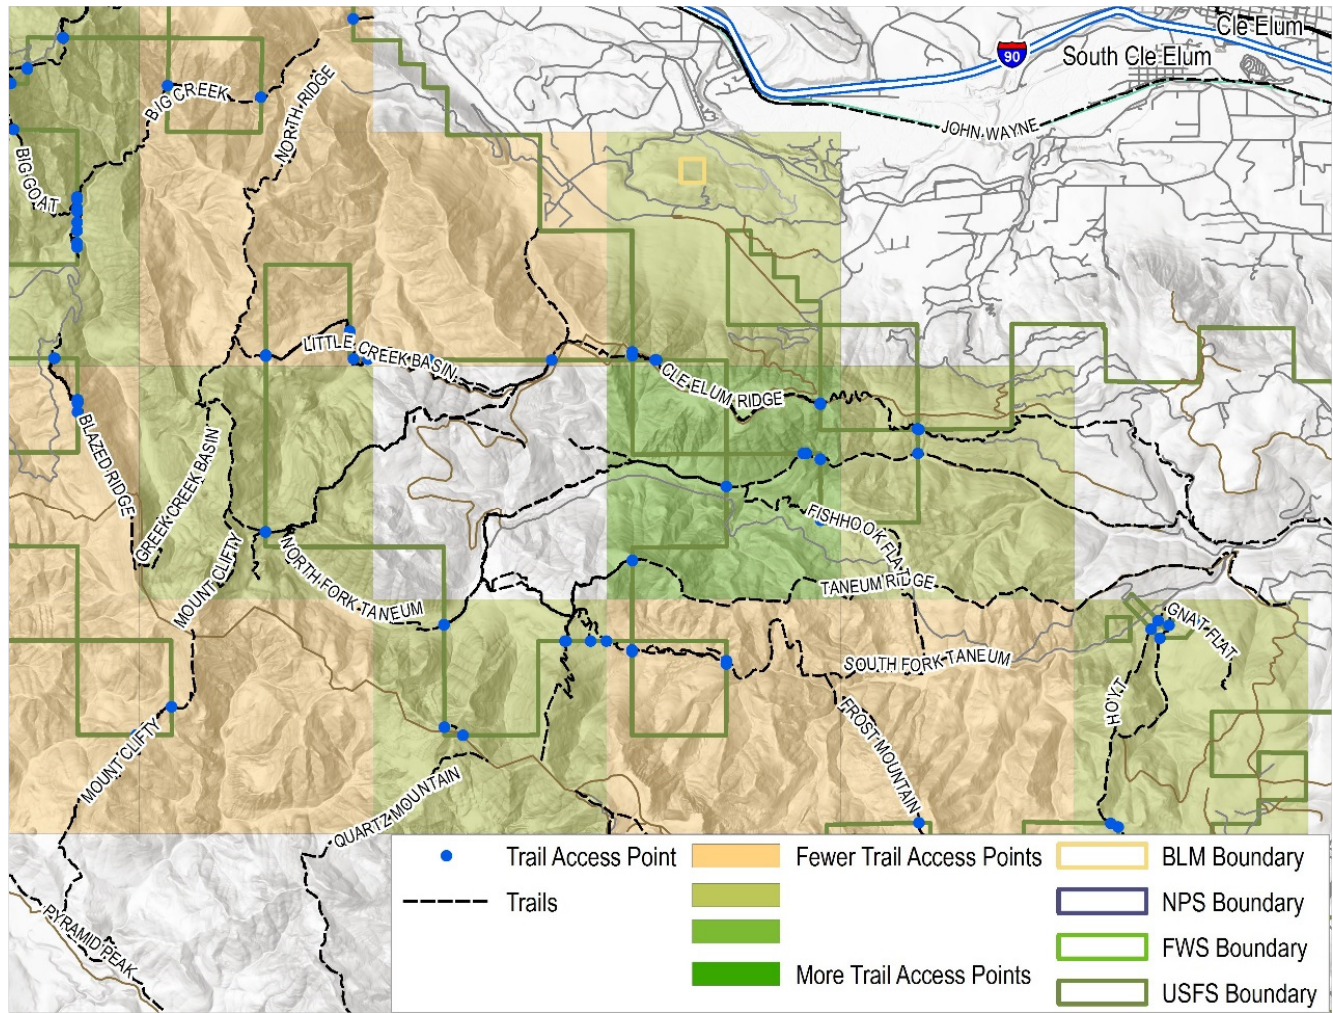 Cle Elum
90
South Cle Elum
BIG CREEK
NORTH RIDGE
JOHN WAYNE
BIG GOAT
LITTLE CREEK BASIN
CLE ELUM RIDGE
BLAZED RIDGE
GREEK CREEK BASIN
MOUNT CLIFTY
NORTH FORK TANEUM
FISHHOOK FLAT
TANEUM RIDGE
GNAT FLAT
SOUTH FORK TANEUM
HOYT
FROST MOUNTAIN
MOUNT CLIFTY
QUARTZ MOUNTAIN
PYRAMID PEAK
Trail Access Point
Trails
Fewer Trail Access Points
More Trail Access Points
BLM Boundary
NPS Boundary
FWS Boundary
USFS Boundary